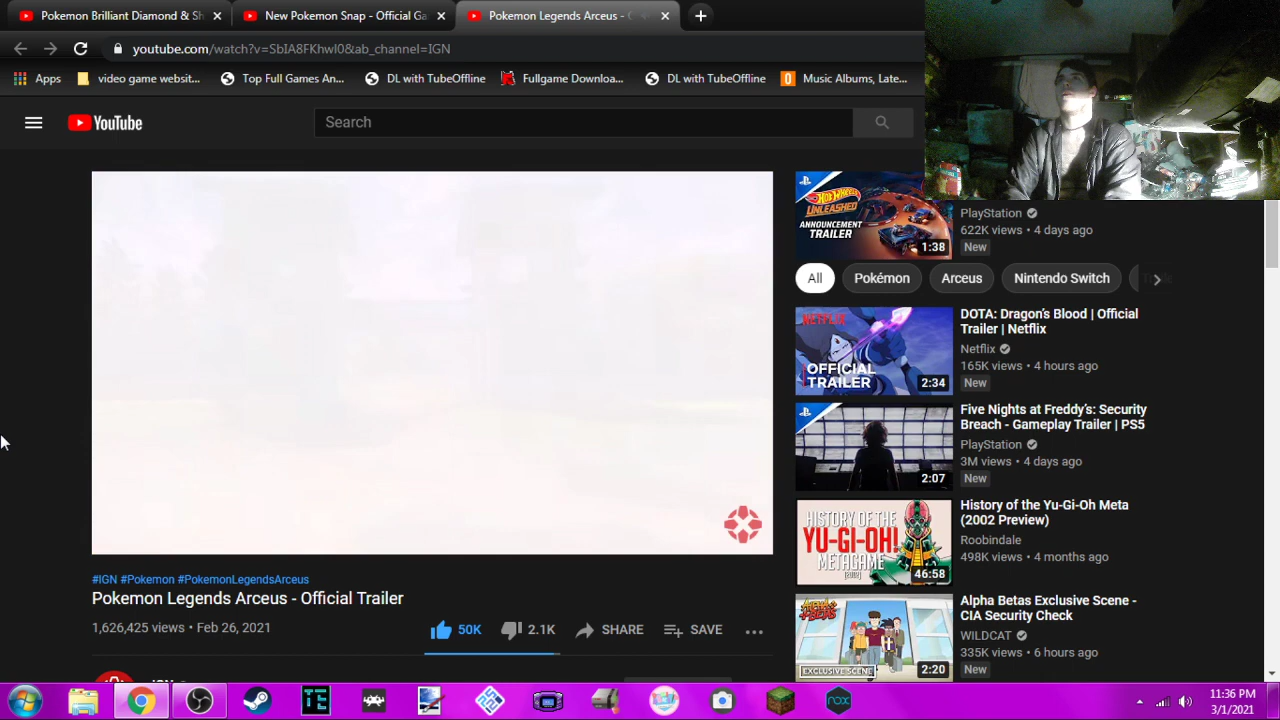 Pokemon Brilliant Diamond & Sh
New Pokemon Snap - Official Ga
Pokemon Legends Arceus -
youtube.com/watch?v=SbIA8FKhwI0&ab_channel=IGN
Apps
video game websit...
Top Full Games An...
DL with TubeOffline
Fullgame Downloa...
DL with TubeOffline
Music Albums, Late...
YouTube
Search
HOT WHEELS
UNLEASHED
ANNOUNCEMENT
TRAILER
1:38
PlayStation
622K views • 4 days ago
New
All
Pokémon
Arceus
Nintendo Switch
NETFLIX
OFFICIAL
TRAILER
2:34
DOTA: Dragon's Blood | Official
Trailer | Netflix
Netflix
165K views • 4 hours ago
New
2:07
Five Nights at Freddy's: Security
Breach - Gameplay Trailer | PS5
PlayStation
3M views • 4 days ago
New
HISTORY OF THE
YU-GI-OH!
METAGAME
46:58
History of the Yu-Gi-Oh Meta
(2002 Preview)
Roobindale
498K views • 4 months ago
ALPHA
BETAS
EXCLUSIVE SCENE
2:20
Alpha Betas Exclusive Scene -
CIA Security Check
WILDCAT
335K views • 6 hours ago
New
#IGN #Pokemon #PokemonLegendsArceus
Pokemon Legends Arceus - Official Trailer
1,626,425 views • Feb 26, 2021
50K
2.1K
SHARE
SAVE
nox
11:36 PM
3/1/2021